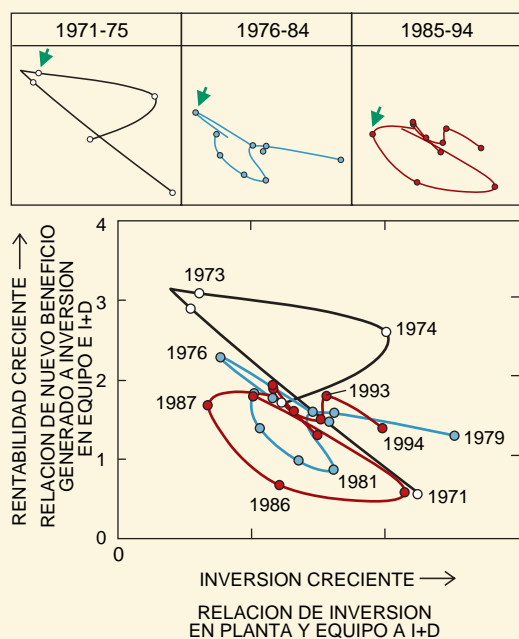 1971-75
1976-84
1985-94
RENTABILIDAD CRECIENTE
RELACION DE NUEVO BENEFICIO
GENERADO A INVERSION
EN EQUIPO E I+D
4
3
2
1
0
0
1973
1974
1976
1987
1993
1994
1979
1981
1986
1971
INVERSION CRECIENTE
RELACION DE INVERSION
EN PLANTA Y EQUIPO A I+D